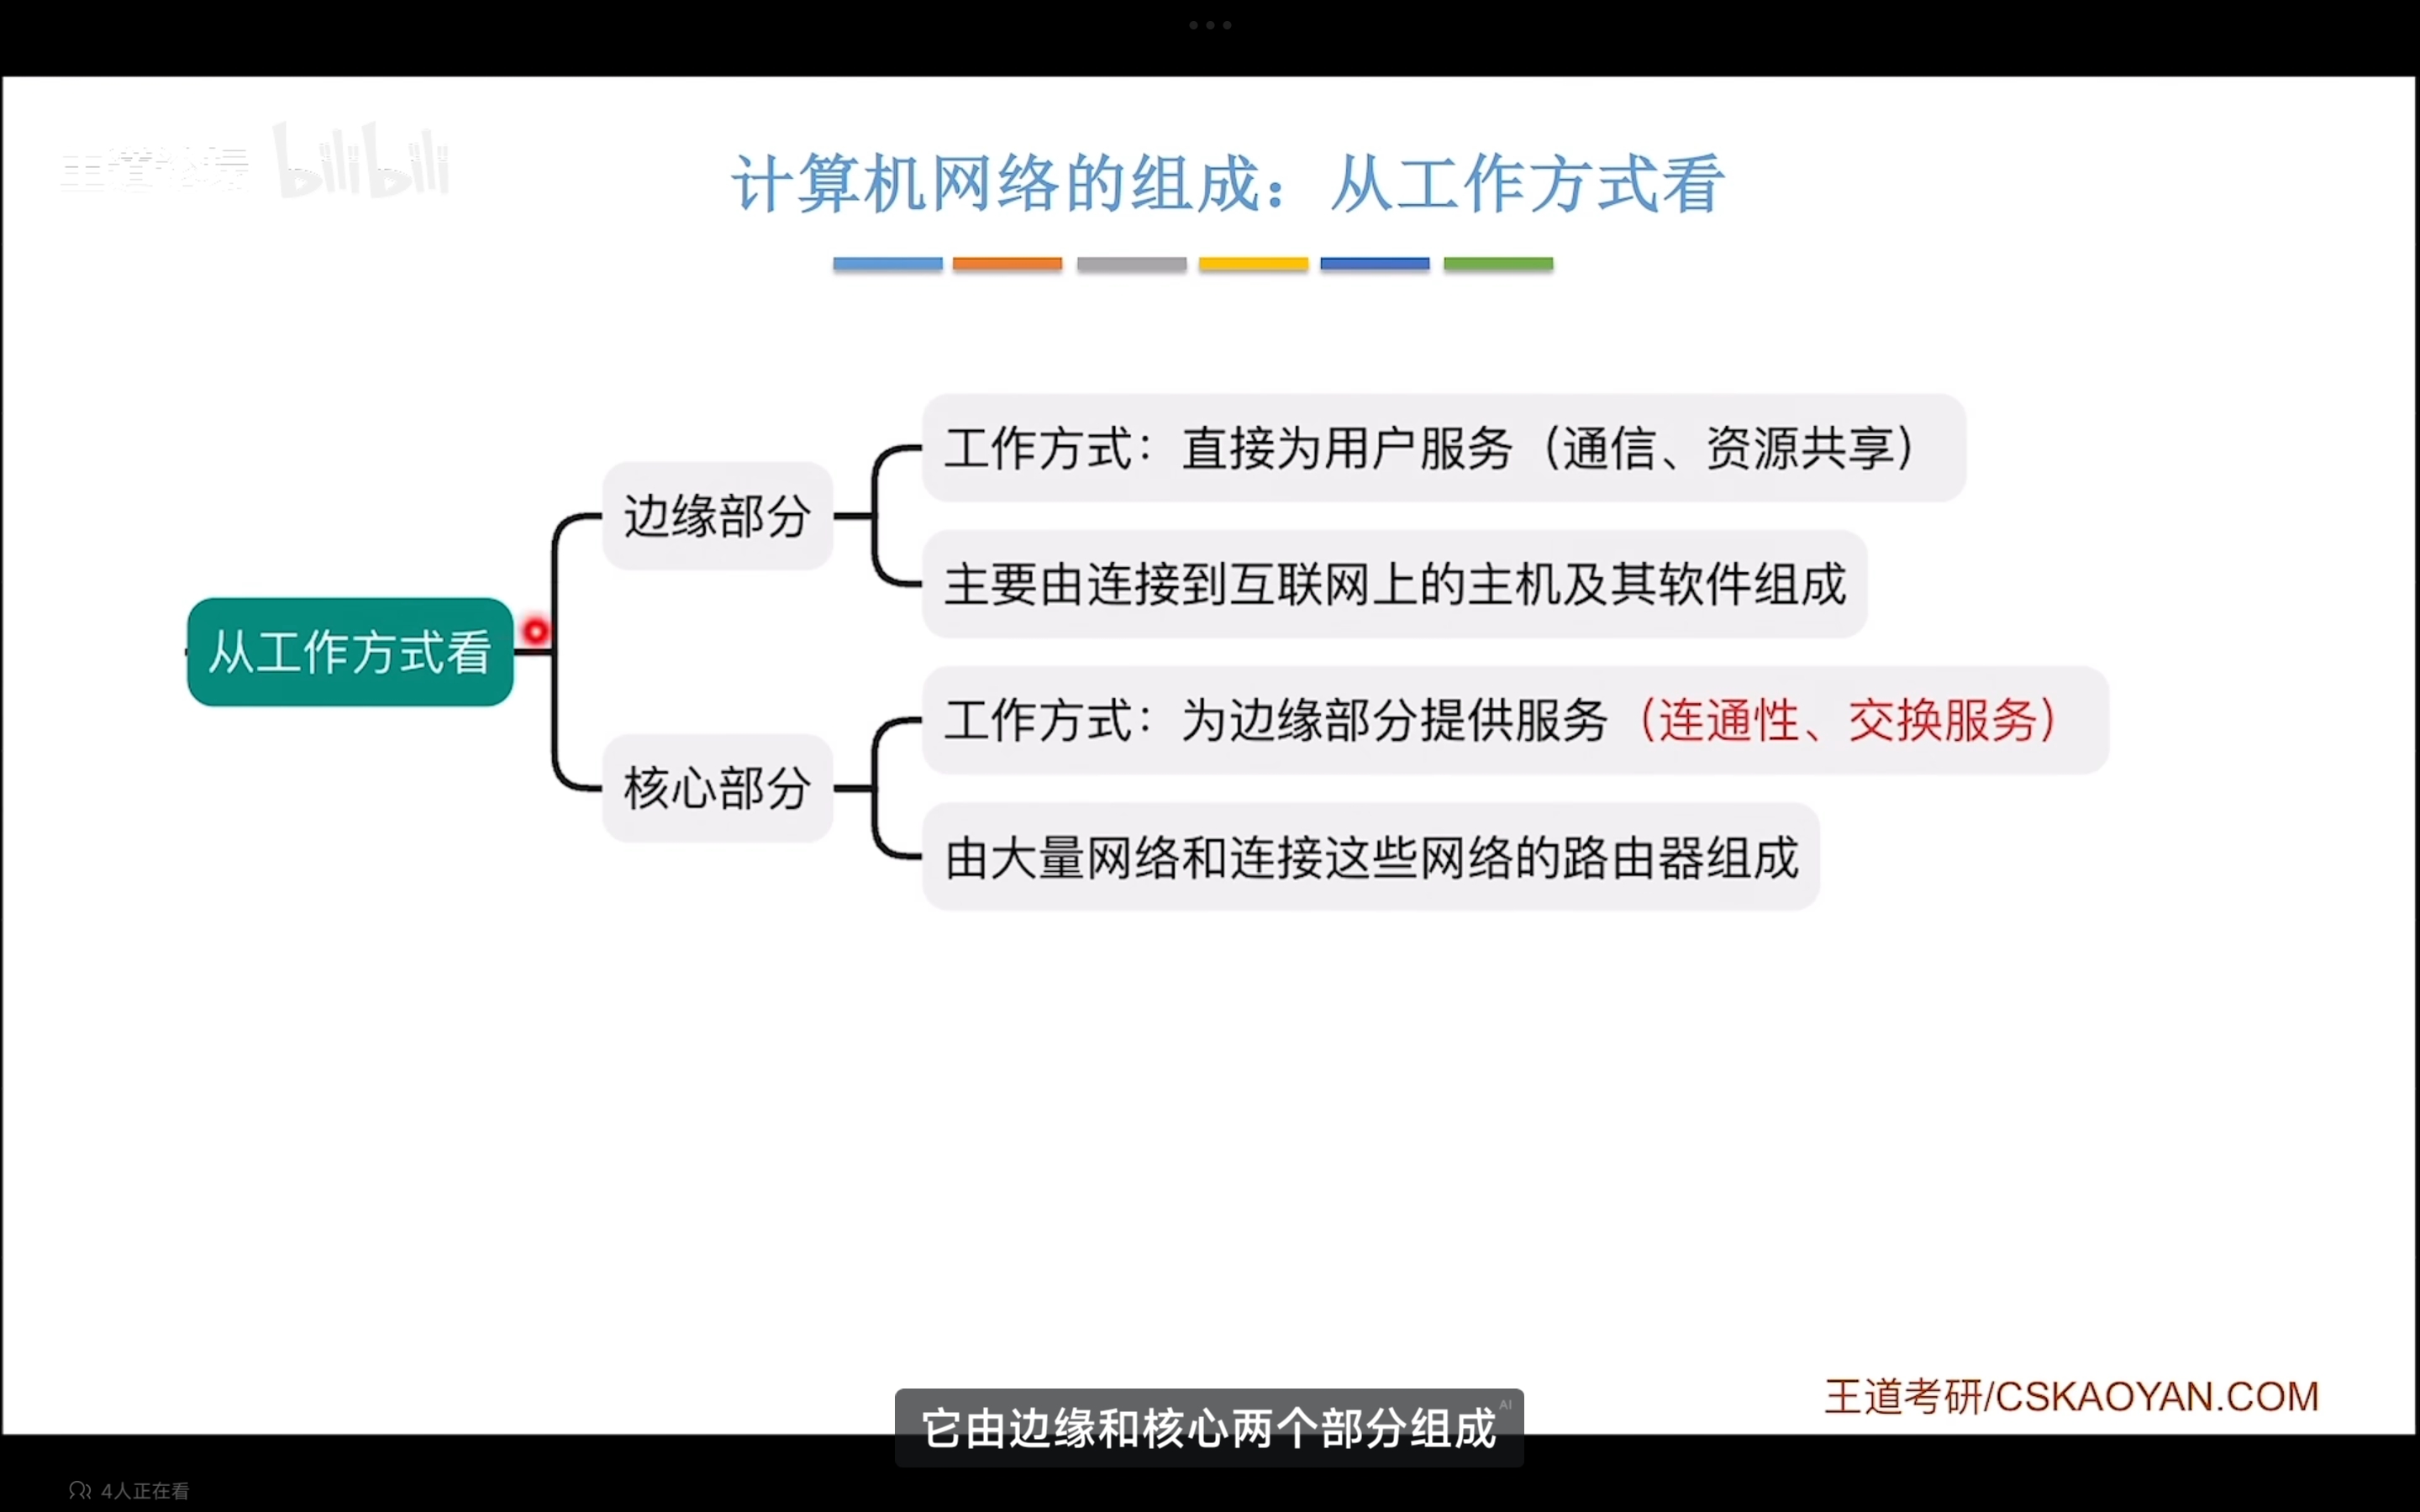 王道论坛 bilibili
计算机网络的组成：从工作方式看
工作方式：直接为用户服务（通信、资源共享）
边缘部分
主要由连接到互联网上的主机及其软件组成
从工作方式看
工作方式：为边缘部分提供服务（连通性、交换服务）
核心部分
由大量网络和连接这些网络的路由器组成
王道考研/CSKAOYAN.COM
它由边缘和核心两个部分组成 AI
4人正在看